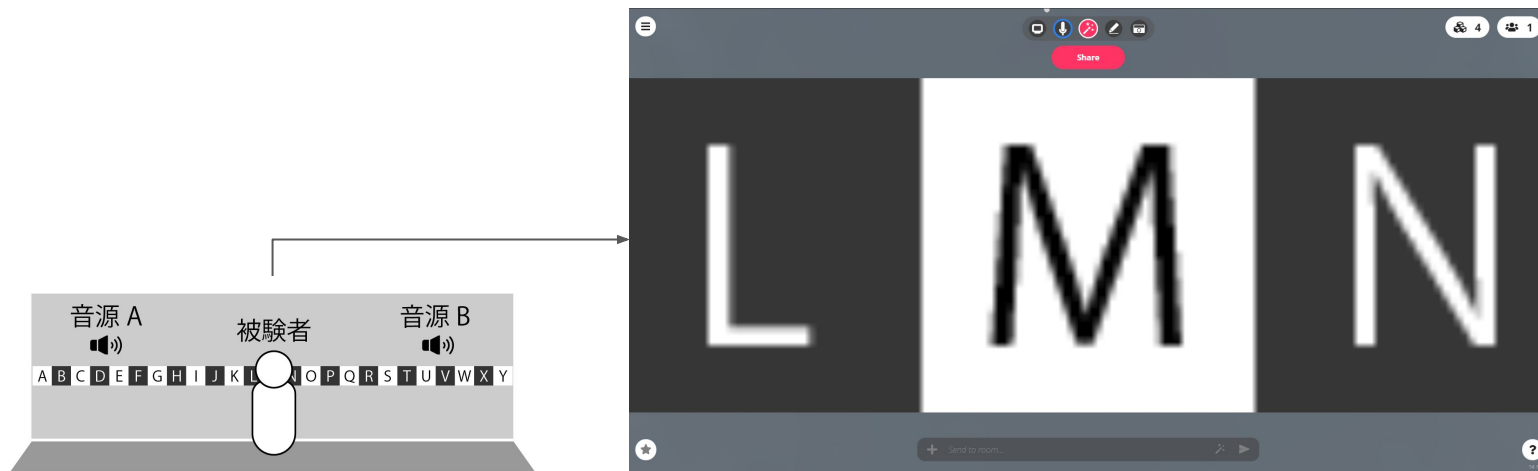 音源 A
被験者
音源 B
A B C D E F G H I J K L N O P Q R S T U V W X Y
4
1
Share
L M N
Send to room...
?